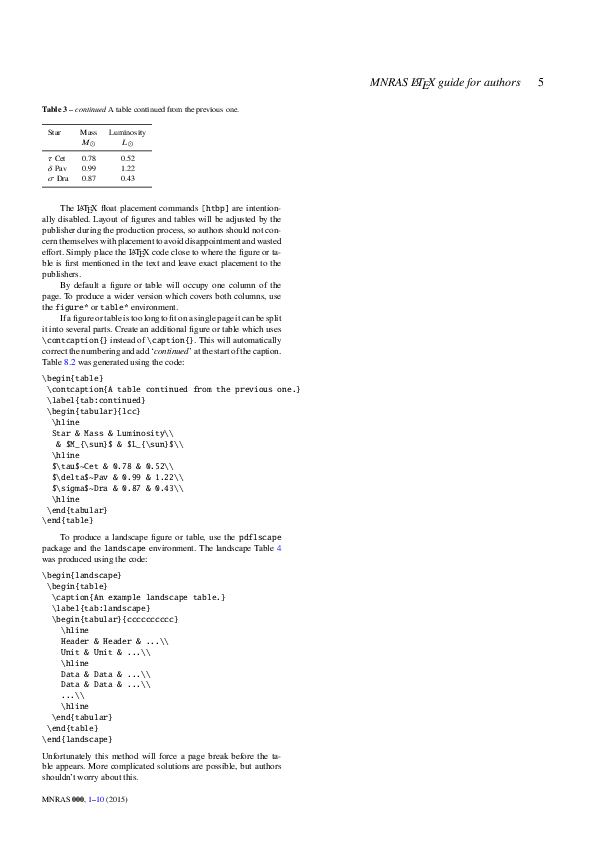 MNRAS LATEX guide for authors 5
Table 3 – continued A table continued from the previous one.
Star Mass Luminosity
M⊙ L⊙
τ Cet 0.78 0.52
δ Pav 0.99 1.22
σ Dra 0.87 0.43
The LATEX float placement commands [htbp] are intention-
ally disabled. Layout of figures and tables will be adjusted by the
publisher during the production process, so authors should not con-
cern themselves with placement to avoid disappointment and wasted
effort. Simply place the LATEX code close to where the figure or ta-
ble is first mentioned in the text and leave exact placement to the
publishers.
By default a figure or table will occupy one column of the
page. To produce a wider version which covers both columns, use
the figure* or table* environment.
If a figure or table is too long to fit on a single page it can be split
it into several parts. Create an additional figure or table which uses
\contcaption{} instead of \caption{}. This will automatically
correct the numbering and add ‘continued’ at the start of the caption.
Table 8.2 was generated using the code:
\begin{table}
\contcaption{A table continued from the previous one.}
\label{tab:continued}
\begin{tabular}{lcc}
\hline
Star & Mass & Luminosity\\
& $M_{\sun}$ & $L_{\sun}$\\
\hline
$\tau$~Cet & 0.78 & 0.52\\
$\delta$~Pav & 0.99 & 1.22\\
$\sigma$~Dra & 0.87 & 0.43\\
\hline
\end{tabular}
\end{table}
To produce a landscape figure or table, use the pdflscape
package and the landscape environment. The landscape Table 4
was produced using the code:
\begin{landscape}
\begin{table}
\caption{An example landscape table.}
\label{tab:landscape}
\begin{tabular}{cccccccccc}
\hline
Header & Header & ...\\
Unit & Unit & ...\\
\hline
Data & Data & ...\\
Data & Data & ...\\
...\\
\hline
\end{tabular}
\end{table}
\end{landscape}
Unfortunately this method will force a page break before the ta-
ble appears. More complicated solutions are possible, but authors
shouldn’t worry about this.
MNRAS 000, 1–10 (2015)